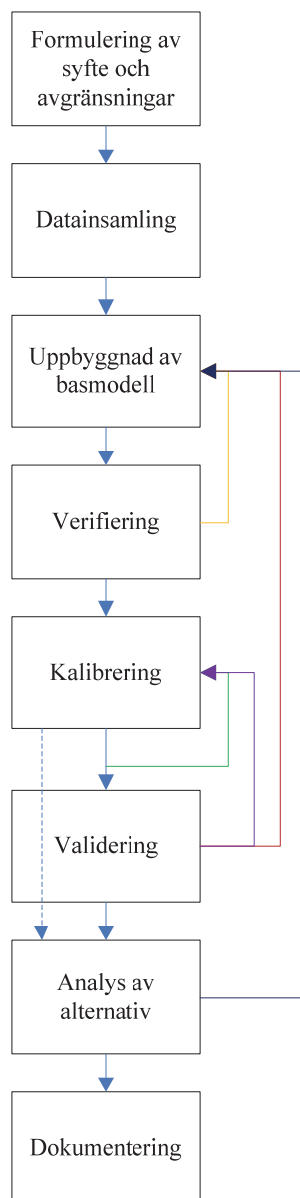 Formulering av
syfte och
avgränsningar
Datainsamling
Uppbyggnad av
basmodell
Verifiering
Kalibrering
Validering
Analys av
alternativ
Dokumentering